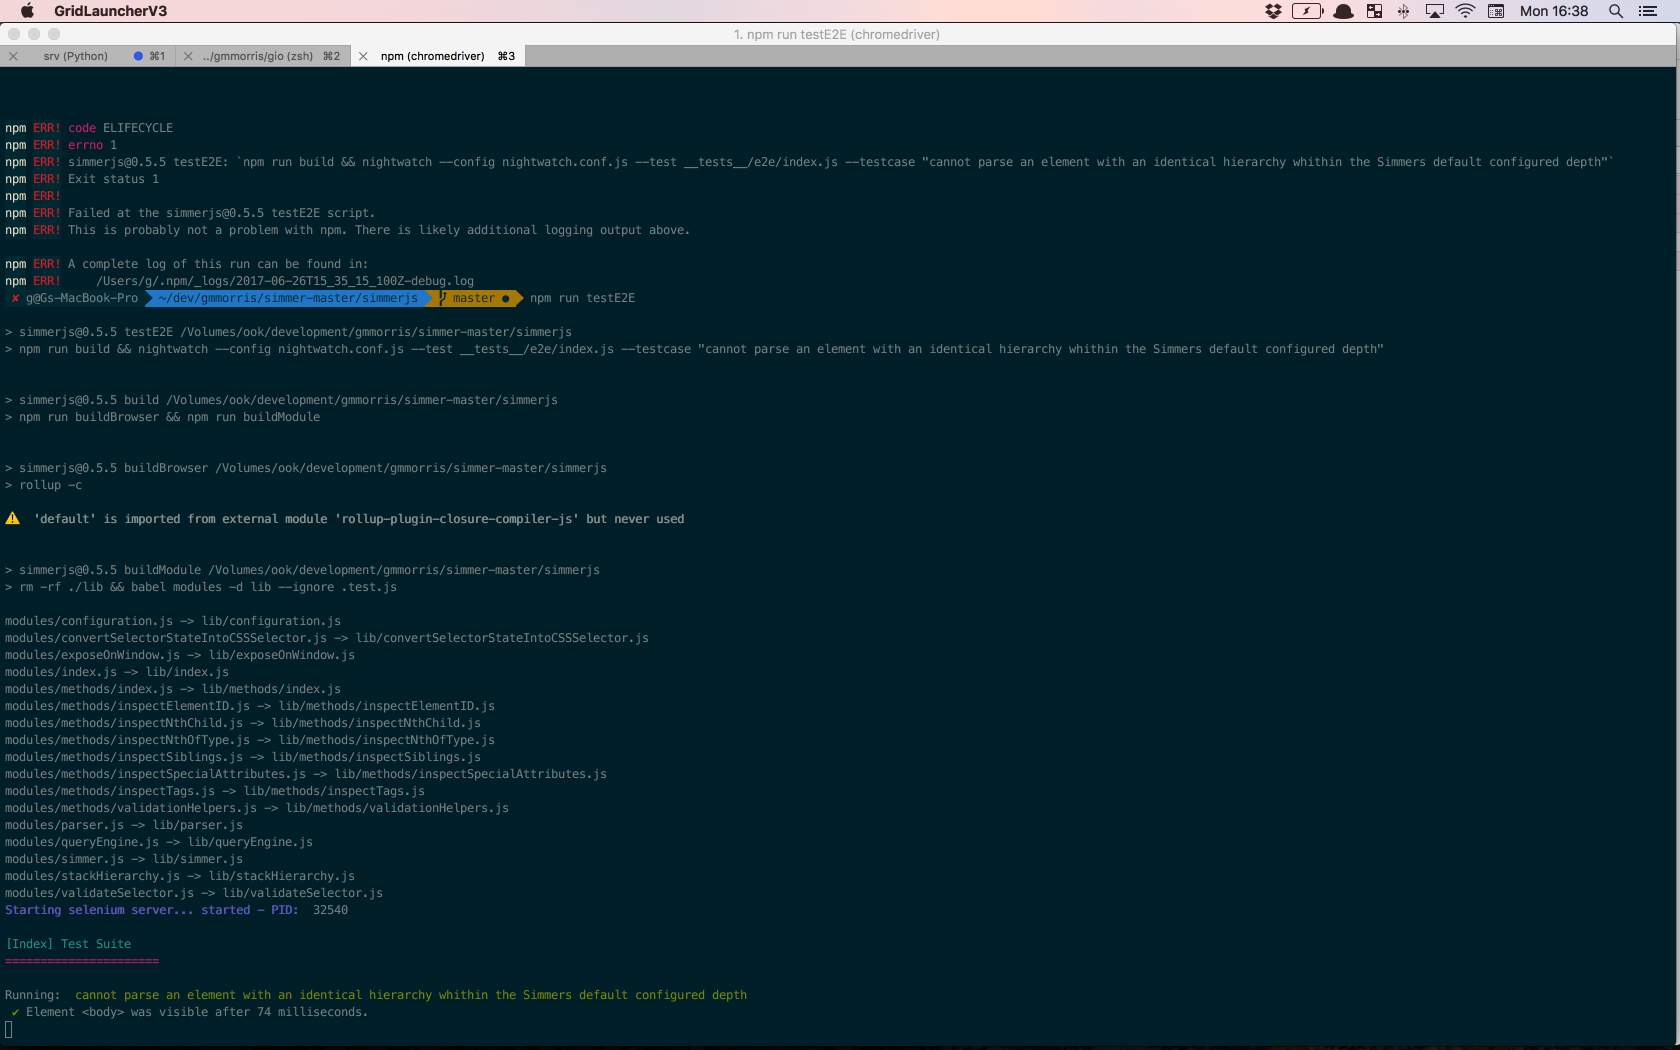 GridLauncherV3
Mon 16:38
1. npm run testE2E (chromedriver)
srv (Python) ⌘1 ../gmmorris/gio (zsh) ⌘2 npm (chromedriver) ⌘3
npm ERR! code ELIFECYCLE
npm ERR! errno 1
npm ERR! simmerjs@0.5.5 testE2E: `npm run build && nightwatch --config nightwatch.conf.js --test __tests__/e2e/index.js --testcase "cannot parse an element with an identical hierarchy whithin the Simmers default configured depth"`
npm ERR! Exit status 1
npm ERR!
npm ERR! Failed at the simmerjs@0.5.5 testE2E script.
npm ERR! This is probably not a problem with npm. There is likely additional logging output above.
npm ERR! A complete log of this run can be found in:
npm ERR!     /Users/g/.npm/_logs/2017-06-26T15_35_15_100Z-debug.log
✘ g@Gs-MacBook-Pro ~/dev/gmmorris/simmer-master/simmerjs master ● npm run testE2E
> simmerjs@0.5.5 testE2E /Volumes/ook/development/gmmorris/simmer-master/simmerjs
> npm run build && nightwatch --config nightwatch.conf.js --test __tests__/e2e/index.js --testcase "cannot parse an element with an identical hierarchy whithin the Simmers default configured depth"
> simmerjs@0.5.5 build /Volumes/ook/development/gmmorris/simmer-master/simmerjs
> npm run buildBrowser && npm run buildModule
> simmerjs@0.5.5 buildBrowser /Volumes/ook/development/gmmorris/simmer-master/simmerjs
> rollup -c
⚠ 'default' is imported from external module 'rollup-plugin-closure-compiler-js' but never used
> simmerjs@0.5.5 buildModule /Volumes/ook/development/gmmorris/simmer-master/simmerjs
> rm -rf ./lib && babel modules -d lib --ignore .test.js
modules/configuration.js -> lib/configuration.js
modules/convertSelectorStateIntoCSSSelector.js -> lib/convertSelectorStateIntoCSSSelector.js
modules/exposeOnWindow.js -> lib/exposeOnWindow.js
modules/index.js -> lib/index.js
modules/methods/index.js -> lib/methods/index.js
modules/methods/inspectElementID.js -> lib/methods/inspectElementID.js
modules/methods/inspectNthChild.js -> lib/methods/inspectNthChild.js
modules/methods/inspectNthOfType.js -> lib/methods/inspectNthOfType.js
modules/methods/inspectSiblings.js -> lib/methods/inspectSiblings.js
modules/methods/inspectSpecialAttributes.js -> lib/methods/inspectSpecialAttributes.js
modules/methods/inspectTags.js -> lib/methods/inspectTags.js
modules/methods/validationHelpers.js -> lib/methods/validationHelpers.js
modules/parser.js -> lib/parser.js
modules/queryEngine.js -> lib/queryEngine.js
modules/simmer.js -> lib/simmer.js
modules/stackHierarchy.js -> lib/stackHierarchy.js
modules/validateSelector.js -> lib/validateSelector.js
Starting selenium server... started - PID:  32540
[Index] Test Suite
======================
Running:  cannot parse an element with an identical hierarchy whithin the Simmers default configured depth
✔ Element <body> was visible after 74 milliseconds.